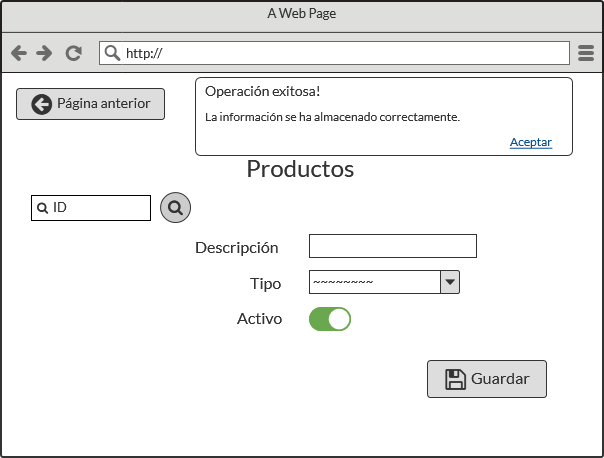 A Web Page
http://
Página anterior
Operación exitosa!
La información se ha almacenado correctamente.
Aceptar
Productos
ID
Descripción
Tipo
~~~~~~~~
Activo
Guardar